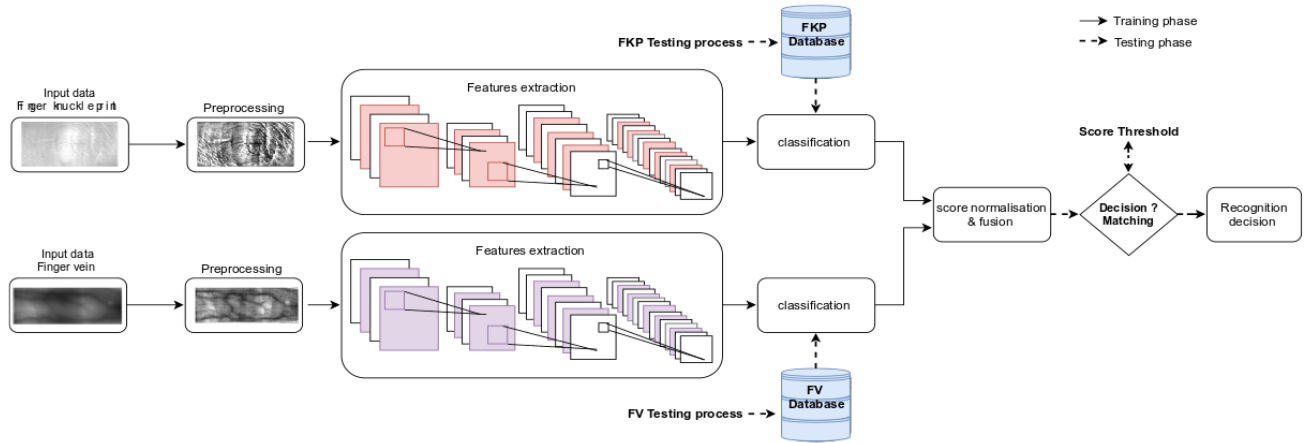 FKP
Database
FKP Testing process
Training phase
Testing phase
Input data
Finger knuckle print
Preprocessing
Features extraction
classification
Score Threshold
score normalisation
& fusion
Decision ?
Matching
Recognition
decision
Input data
Finger vein
Preprocessing
Features extraction
classification
FV Testing process
FV
Database